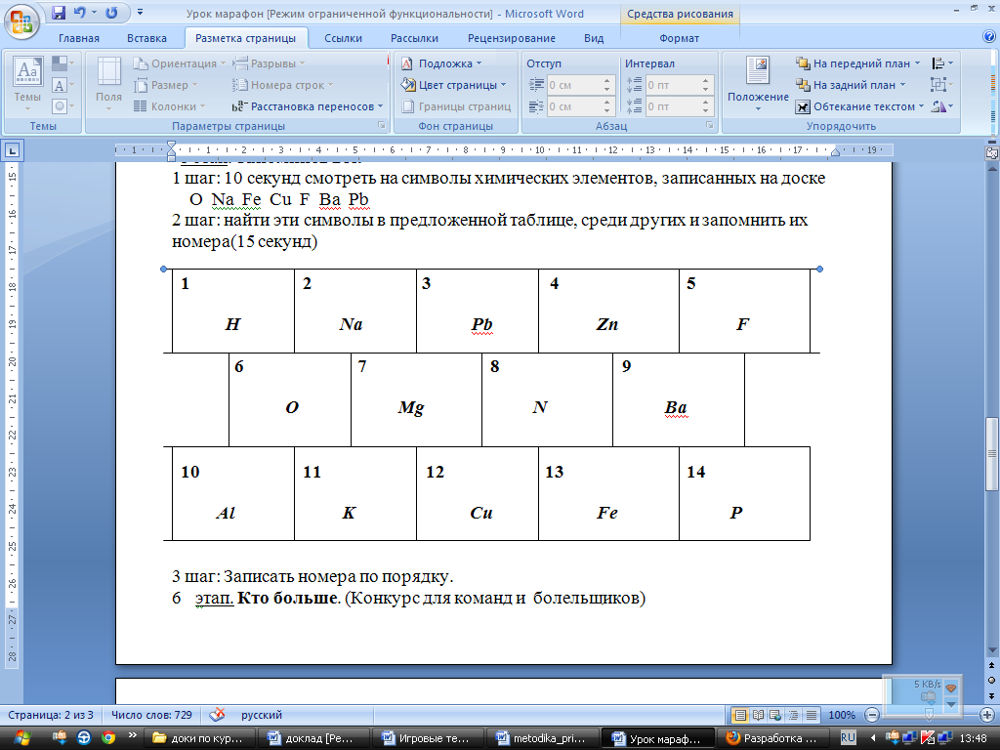 Урок марафон [Режим ограниченной функциональности] - Microsoft Word
Средства рисования
Главная Вставка Разметка страницы Ссылки Рассылки Рецензирование Вид Формат
Темы
Поля
Ориентация
Размер
Колонки
Разрывы
Номера строк
Расстановка переносов
Подложка
Цвет страницы
Границы страниц
Отступ
0 см
0 см
Интервал
0 пт
0 пт
Положение
На передний план
На задний план
Обтекание текстом
Темы Параметры страницы Фон страницы Абзац Упорядочить
1 шаг: 10 секунд смотреть на символы химических элементов, записанных на доске
O Na Fe Cu F Ba Pb
2 шаг: найти эти символы в предложенной таблице, среди других и запомнить их
номера(15 секунд)
1 2 3 4 5
H Na Pb Zn F
6 7 8 9
O Mg N Ba
10 11 12 13 14
Al K Cu Fe P
3 шаг: Записать номера по порядку.
6 этап. Кто больше. (Конкурс для команд и болельщиков)
5 KB/s
Страница: 2 из 3 Число слов: 729 русский 100%
доки по кур... доклад [Ре... Игровые те... metodika_pri... Урок мараф... Разработка ... RU 13:48